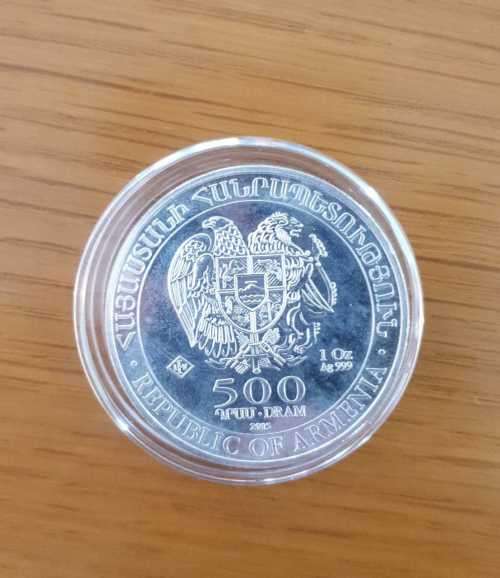 ՀԱՅԱՍՏԱՆԻ ՀԱՆՐԱՊԵՏՈՒԹՅՈՒՆ
1 Oz
Ag 999
500
ԴՐԱՄ · DRAM
· REPUBLIC OF ARMENIA ·